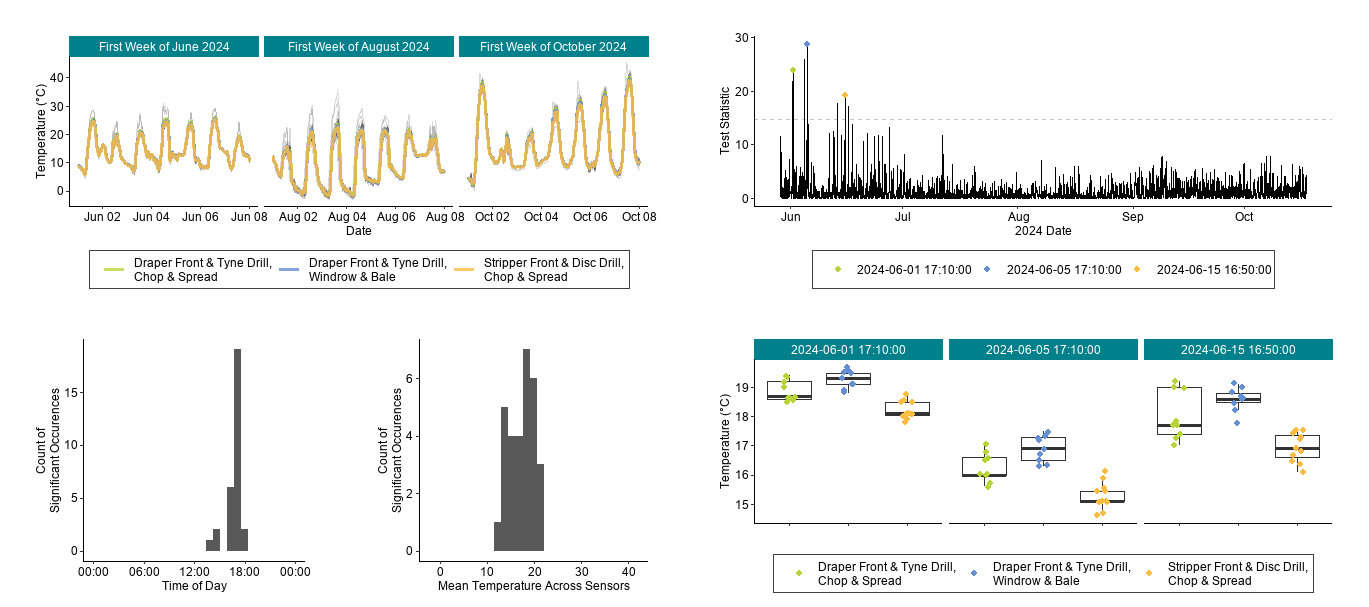 First Week of June 2024
First Week of August 2024
First Week of October 2024
Temperature (°C)
40
30
20
10
0
Jun 02
Jun 04
Jun 06
Jun 08
Aug 02
Aug 04
Aug 06
Aug 08
Oct 02
Oct 04
Oct 06
Oct 08
Date
Draper Front & Tyne Drill,
Chop & Spread
Draper Front & Tyne Drill,
Windrow & Bale
Stripper Front & Disc Drill,
Chop & Spread
Test Statistic
30
20
10
0
Jun
Jul
Aug
Sep
Oct
2024 Date
2024-06-01 17:10:00
2024-06-05 17:10:00
2024-06-15 16:50:00
Count of
Significant Occurences
15
10
5
0
00:00
06:00
12:00
18:00
00:00
Time of Day
Count of
Significant Occurences
6
4
2
0
0
10
20
30
40
Mean Temperature Across Sensors
2024-06-01 17:10:00
2024-06-05 17:10:00
2024-06-15 16:50:00
Temperature (°C)
19
18
17
16
15
Draper Front & Tyne Drill,
Chop & Spread
Draper Front & Tyne Drill,
Windrow & Bale
Stripper Front & Disc Drill,
Chop & Spread